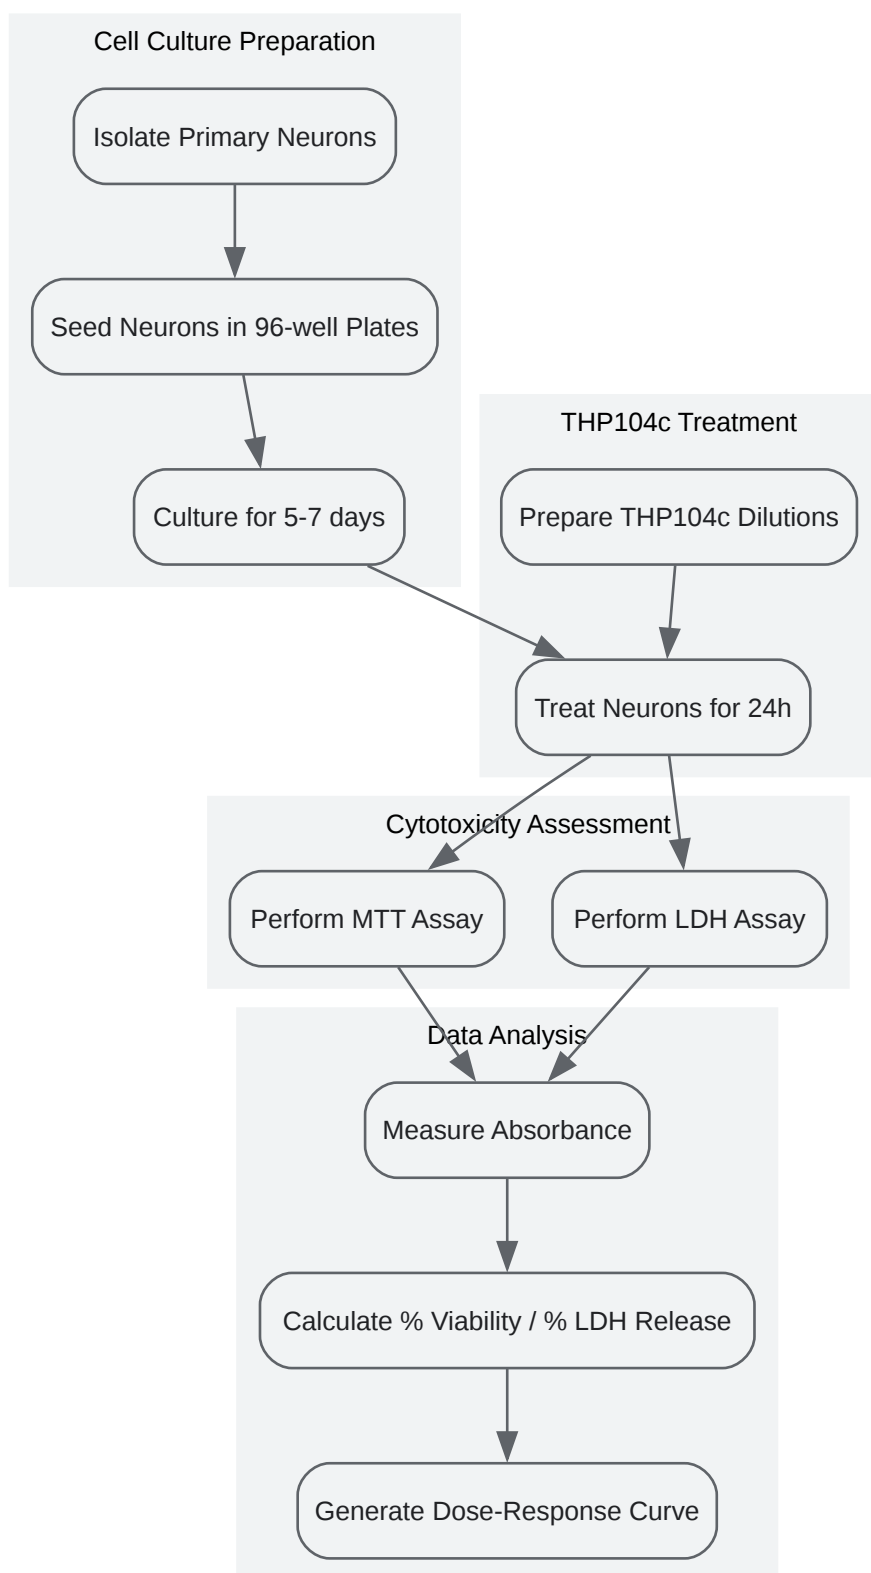 Cell Culture Preparation
Isolate Primary Neurons
Seed Neurons in 96-well Plates
Culture for 5-7 days
THP104c Treatment
Prepare THP104c Dilutions
Treat Neurons for 24h
Cytotoxicity Assessment
Perform MTT Assay
Perform LDH Assay
Data Analysis
Measure Absorbance
Calculate % Viability / % LDH Release
Generate Dose-Response Curve